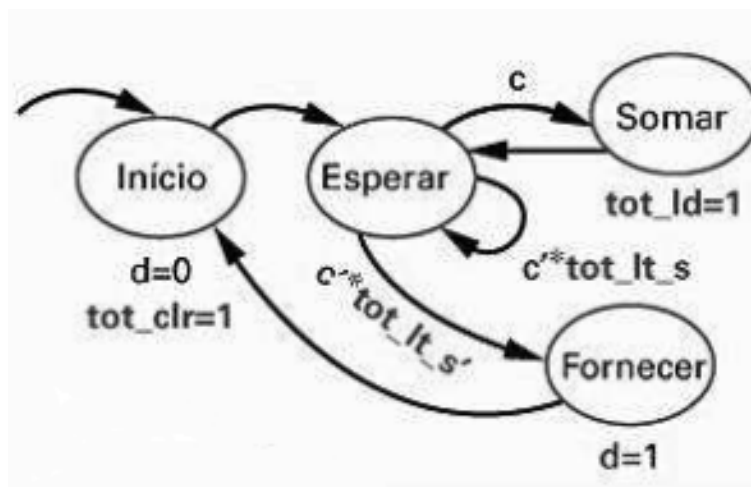 c
Somar
Início
Esperar
tot_ld=1
d=0
tot_clr=1
c′*tot_lt_s
c′*tot_lt_s′
Fornecer
d=1